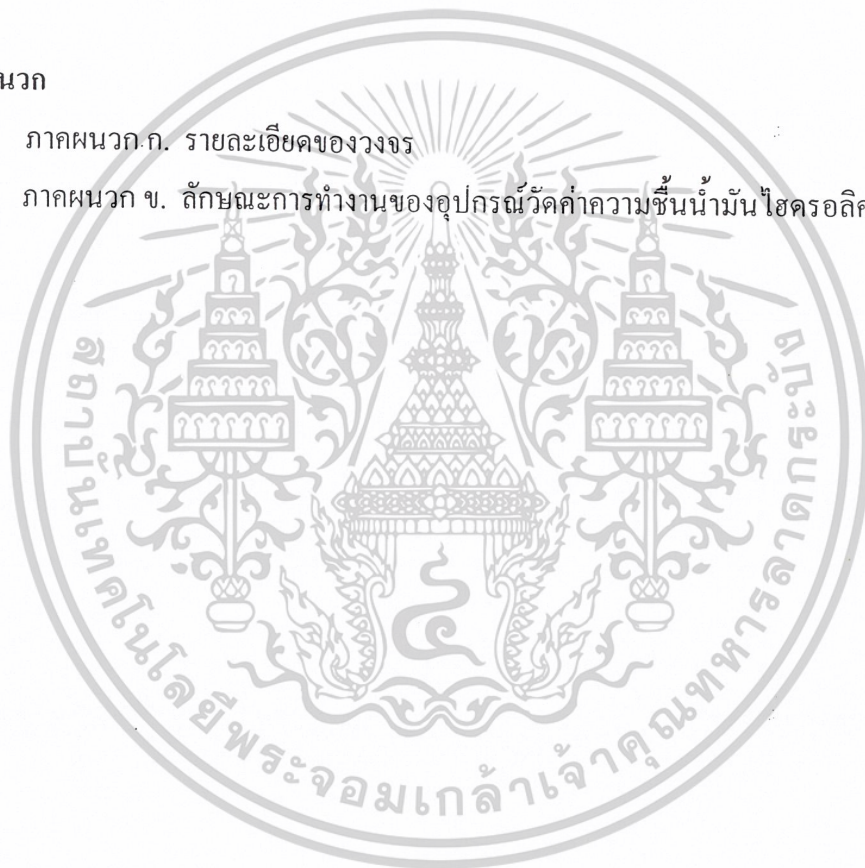 นวก
ภาคผนวก ก. รายละเอียดของวงจร
ภาคผนวก ข. ลักษณะการทำงานของอุปกรณ์วัดค่าความชื้นน้ำมันไฮดรอลิค
สถาบันเทคโนโลยีพระจอมเกล้าเจ้าคุณทหารลาดกระบัง